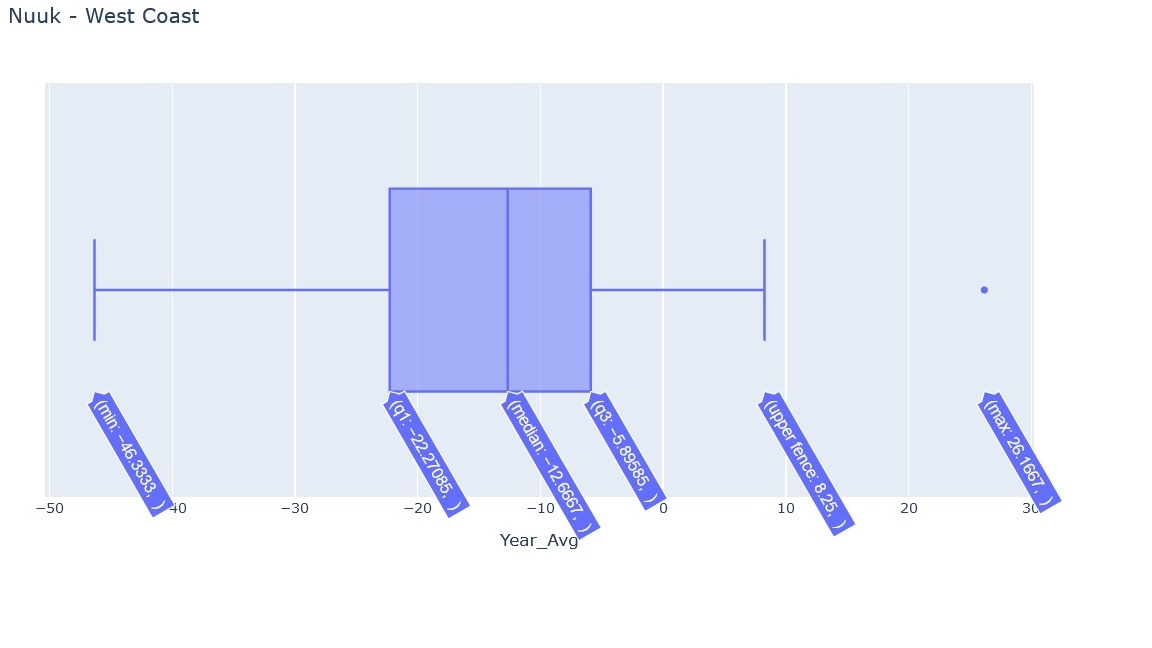 Nuuk - West Coast
(min: −46.3333, )
(q1: −22.27085, )
(median: −12.6667, )
(q3: −5.89585, )
(upper fence: 8.25, )
(max: 26.1667, )
−50 40 −30 −20 −10 0 10 20 30
Year_Avg